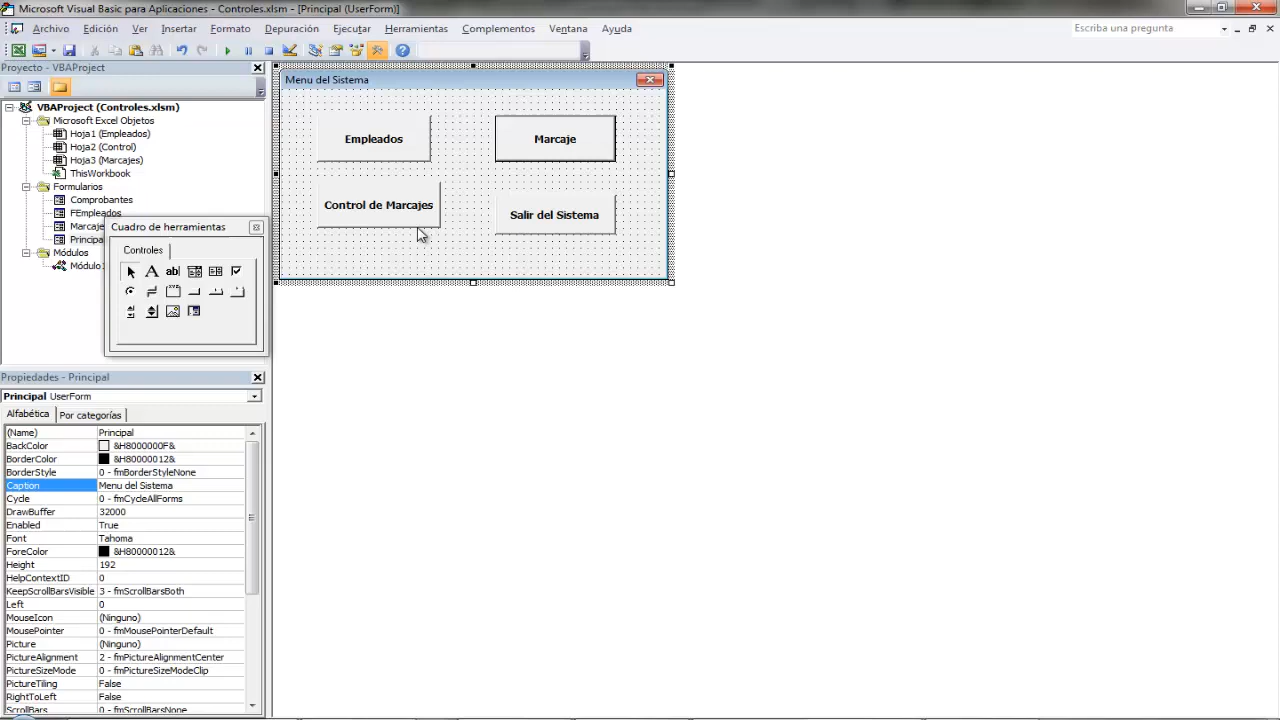 Microsoft Visual Basic para Aplicaciones - Controles.xlsm - [Principal (UserForm)]
Archivo Edición Ver Insertar Formato Depuración Ejecutar Herramientas Complementos Ventana Ayuda
Escriba una pregunta
Proyecto - VBAProject
VBAProject (Controles.xlsm)
Microsoft Excel Objetos
Hoja1 (Empleados)
Hoja2 (Control)
Hoja3 (Marcajes)
ThisWorkbook
Formularios
Comprobantes
FEmpleados
Marcaje
Principa
Módulos
Módulo
Cuadro de herramientas
Controles
A ab|
Menu del Sistema
Empleados
Marcaje
Control de Marcajes
Salir del Sistema
Propiedades - Principal
Principal UserForm
Alfabética Por categorías
(Name) Principal
BackColor &H8000000F&
BorderColor &H80000012&
BorderStyle 0 - fmBorderStyleNone
Caption Menu del Sistema
Cycle 0 - fmCycleAllForms
DrawBuffer 32000
Enabled True
Font Tahoma
ForeColor &H80000012&
Height 192
HelpContextID 0
KeepScrollBarsVisible 3 - fmScrollBarsBoth
Left 0
MouseIcon (Ninguno)
MousePointer 0 - fmMousePointerDefault
Picture (Ninguno)
PictureAlignment 2 - fmPictureAlignmentCenter
PictureSizeMode 0 - fmPictureSizeModeClip
PictureTiling False
RightToLeft False
ScrollBars 0 - fmScrollBarsNone